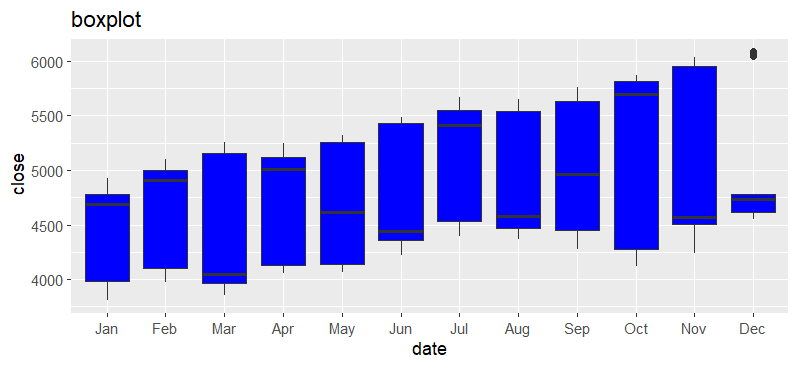 boxplot
close
6000
5500
5000
4500
4000
Jan Feb Mar Apr May Jun Jul Aug Sep Oct Nov Dec
date